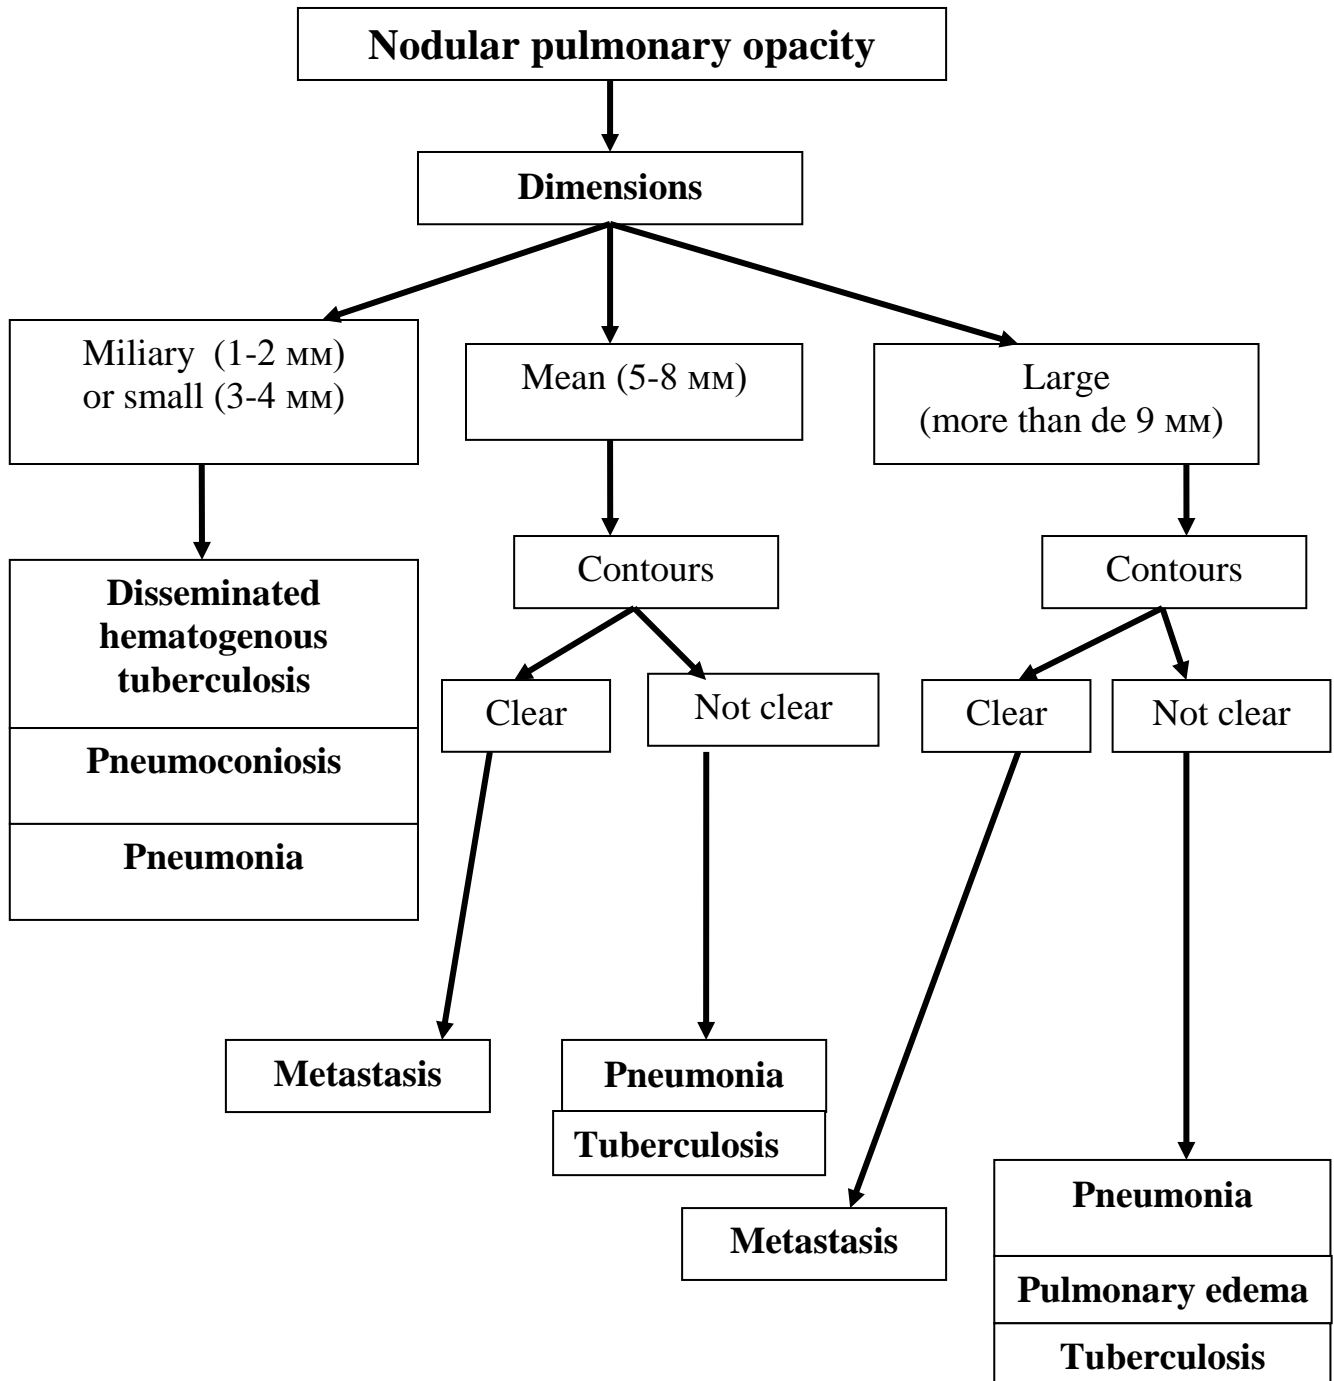 Nodular pulmonary opacity
Dimensions
Miliary (1-2 мм)
or small (3-4 мм)
Mean (5-8 мм)
Large
(more than de 9 мм)
Contours
Contours
Disseminated
hematogenous
tuberculosis
Pneumoconiosis
Pneumonia
Clear
Not clear
Clear
Not clear
Metastasis
Pneumonia
Tuberculosis
Metastasis
Pneumonia
Pulmonary edema
Tuberculosis